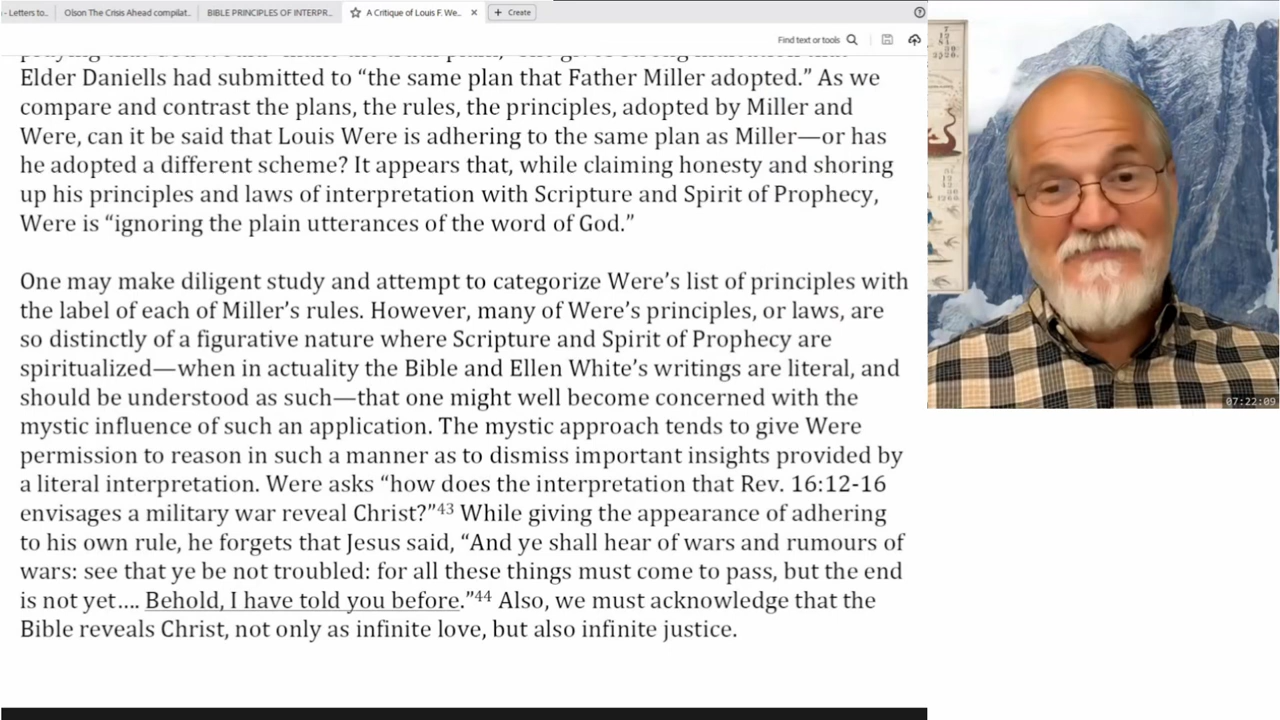 - Letters to..
Olson The Crisis Ahead compilat..
BIBLE PRINCIPLES OF INTERPR..
A Critique of Louis F. We..
Create
Find text or tools
Elder Daniells had submitted to “the same plan that Father Miller adopted.” As we
compare and contrast the plans, the rules, the principles, adopted by Miller and
Were, can it be said that Louis Were is adhering to the same plan as Miller—or has
he adopted a different scheme? It appears that, while claiming honesty and shoring
up his principles and laws of interpretation with Scripture and Spirit of Prophecy,
Were is “ignoring the plain utterances of the word of God.”
One may make diligent study and attempt to categorize Were’s list of principles with
the label of each of Miller’s rules. However, many of Were’s principles, or laws, are
so distinctly of a figurative nature where Scripture and Spirit of Prophecy are
spiritualized—when in actuality the Bible and Ellen White’s writings are literal, and
should be understood as such—that one might well become concerned with the
mystic influence of such an application. The mystic approach tends to give Were
permission to reason in such a manner as to dismiss important insights provided by
a literal interpretation. Were asks “how does the interpretation that Rev. 16:12-16
envisages a military war reveal Christ?”43 While giving the appearance of adhering
to his own rule, he forgets that Jesus said, “And ye shall hear of wars and rumours of
wars: see that ye be not troubled: for all these things must come to pass, but the end
is not yet…. Behold, I have told you before.”44 Also, we must acknowledge that the
Bible reveals Christ, not only as infinite love, but also infinite justice.
07:22:09